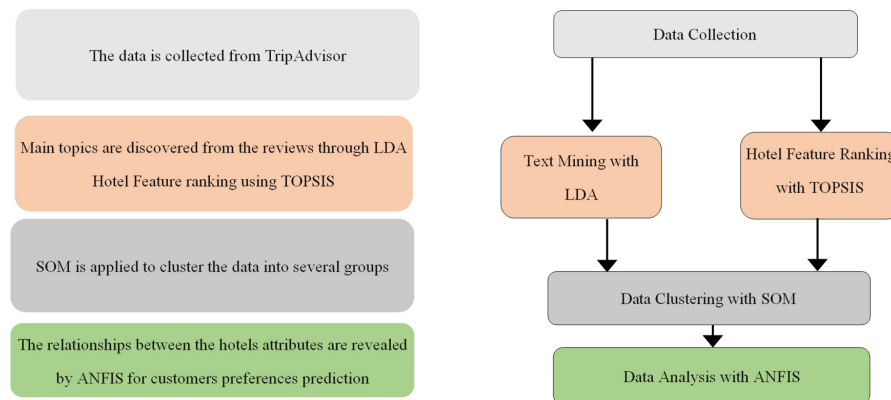 The data is collected from TripAdvisor
Main topics are discovered from the reviews through LDA
Hotel Feature ranking using TOPSIS
SOM is applied to cluster the data into several groups
The relationships between the hotels attributes are revealed
by ANFIS for customers preferences prediction
Data Collection
Text Mining with
LDA
Hotel Feature Ranking
with TOPSIS
Data Clustering with SOM
Data Analysis with ANFIS